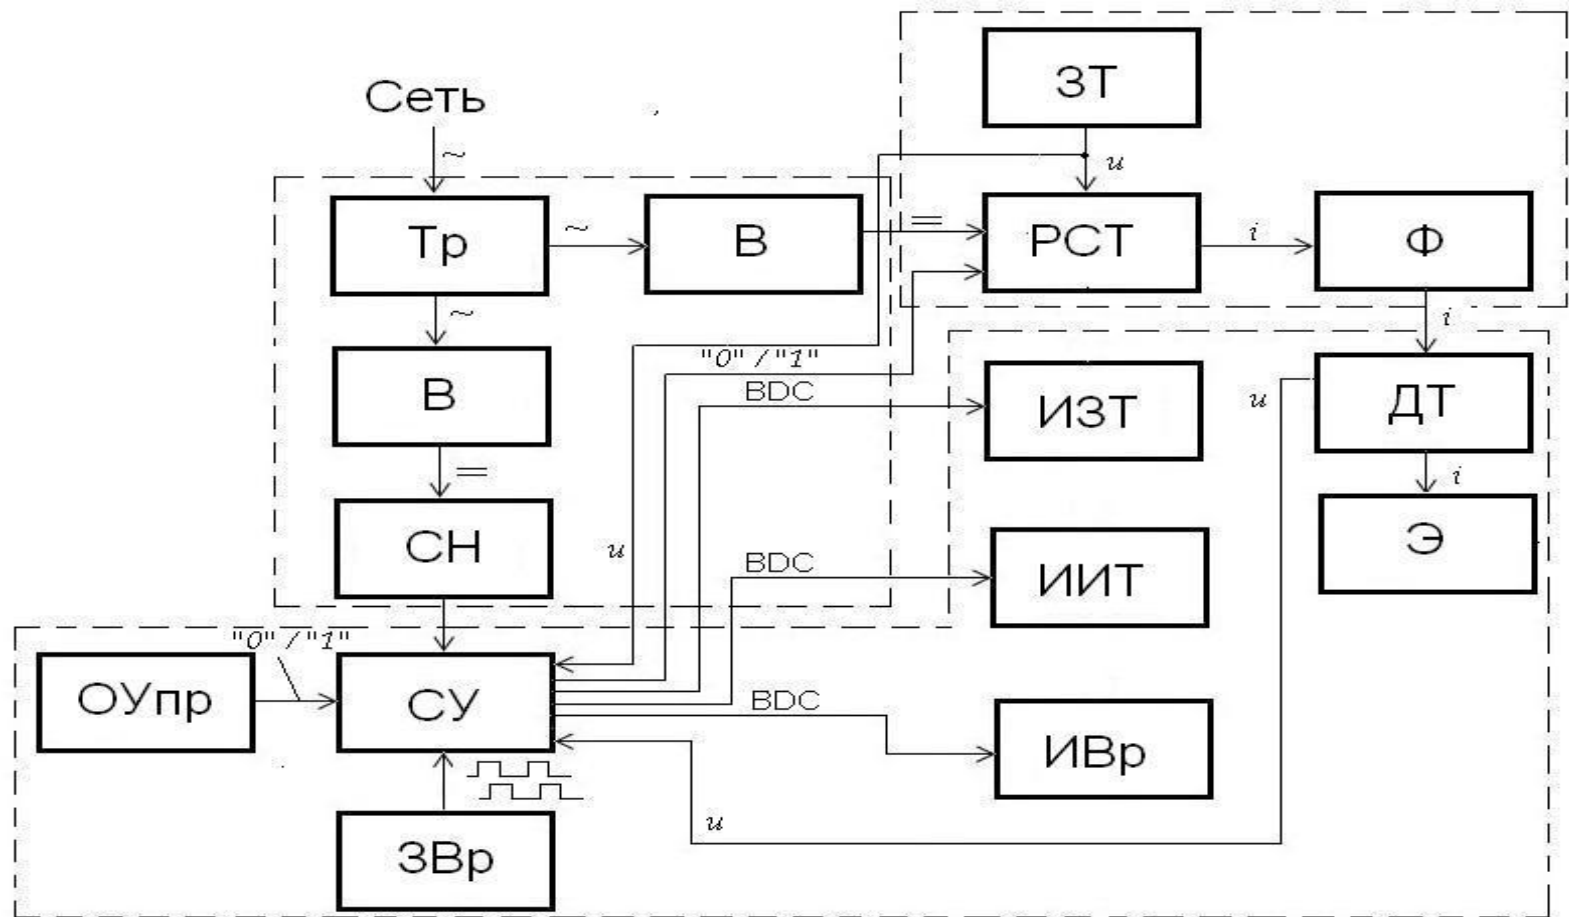 ЗТ
Сеть
~
u
Тр
~
В
=
РСТ
i
Ф
~
i
"0" / "1"
В
BDC
ИЗТ
u
ДТ
=
i
СН
u
BDC
ИИТ
Э
"0" / "1"
ОУпр
СУ
BDC
ИВр
u
ЗВр